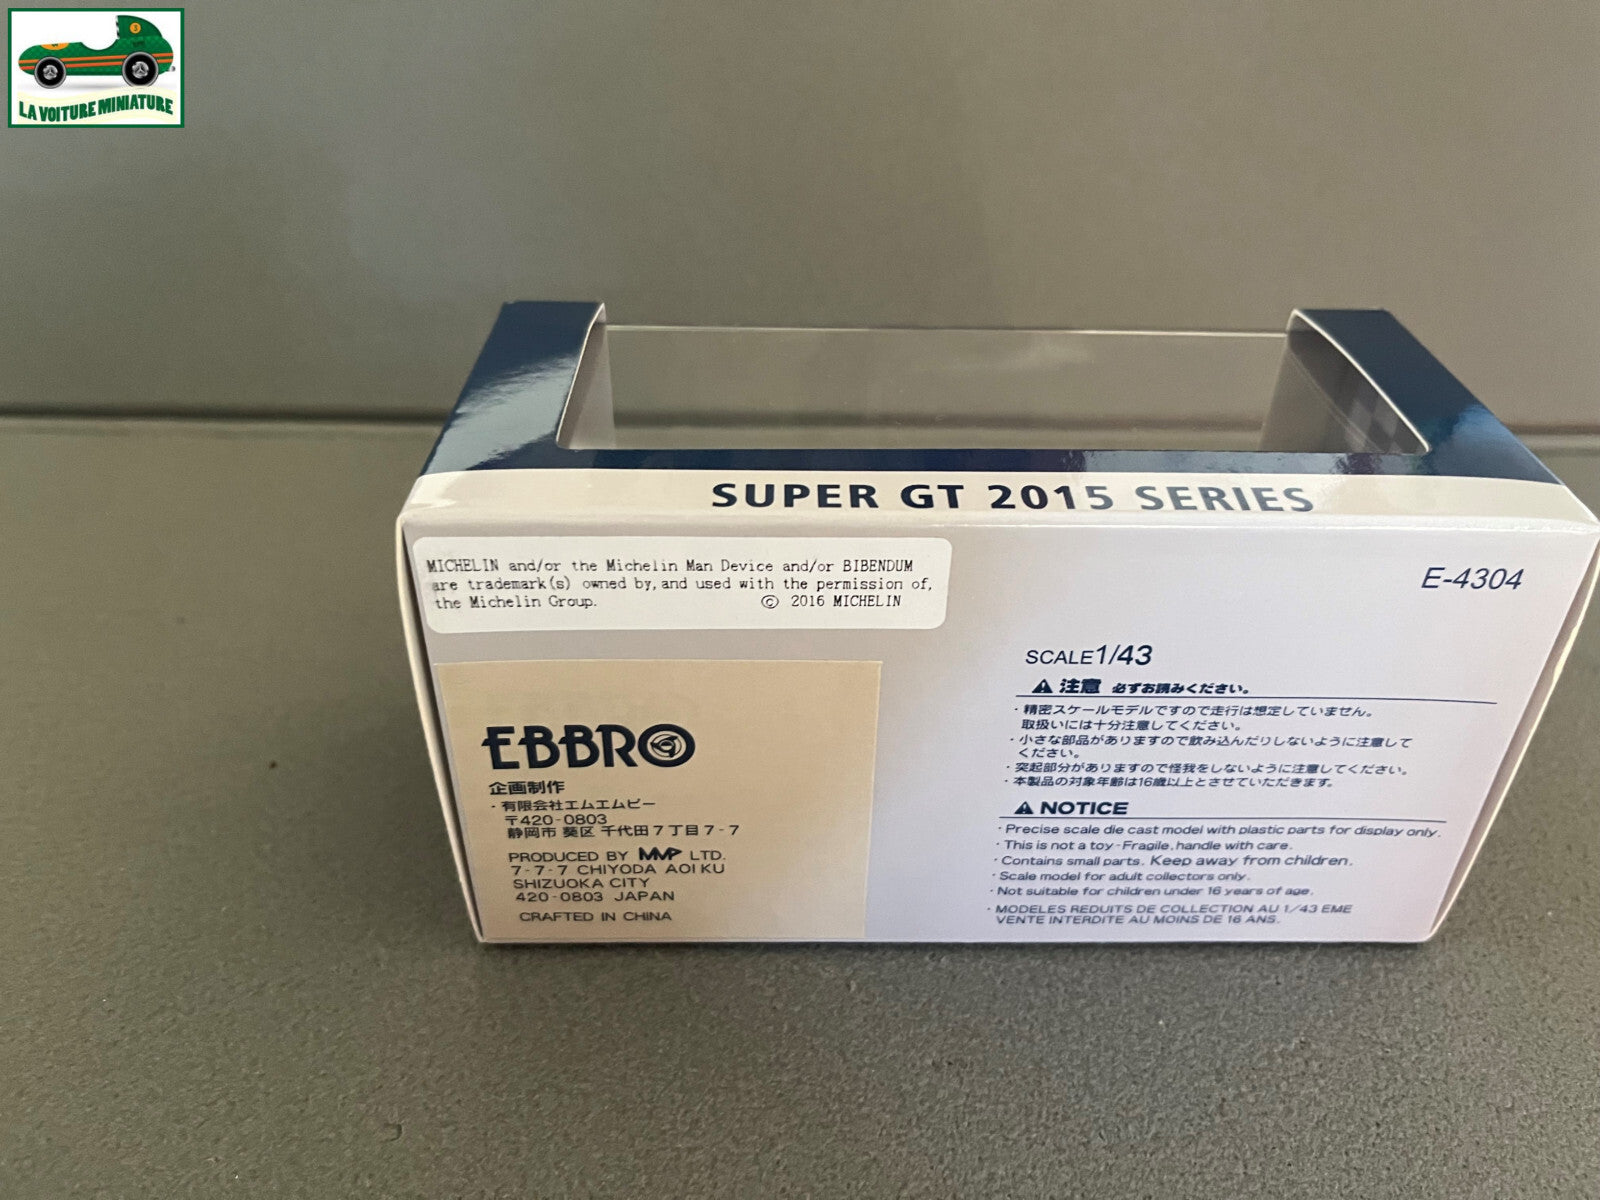 LA VOITURE MINIATURE
SUPER GT 2015 SERIES
MICHELIN and/or the Michelin Man Device and/or BIBENDUM
are trademark(s) owned by, and used with the permission of,
the Michelin Group. © 2016 MICHELIN
E-4304
EBBRO
企画制作
・有限会社エムエムピー
〒420-0803
静岡市 葵区 千代田7丁目7-7
PRODUCED BY MMP LTD.
7-7-7 CHIYODA AOI KU
SHIZUOKA CITY
420-0803 JAPAN
CRAFTED IN CHINA
SCALE1/43
⚠ 注意 必ずお読みください。
・精密スケールモデルですので走行は想定していません。
取扱いには十分注意してください。
・小さな部品がありますので飲み込んだりしないように注意して
ください。
・突起部分がありますので怪我をしないように注意してください。
・本製品の対象年齢は16歳以上とさせていただきます。
⚠ NOTICE
・Precise scale die cast model with plastic parts for display only.
・This is not a toy-Fragile, handle with care.
・Contains small parts. Keep away from children.
・Scale model for adult collectors only.
・Not suitable for children under 16 years of age.
・MODELES REDUITS DE COLLECTION AU 1/43 EME
VENTE INTERDITE AU MOINS DE 16 ANS.